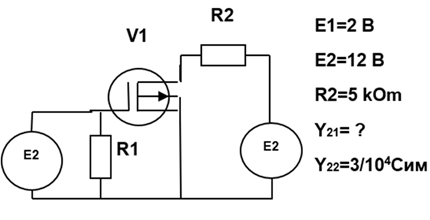 R2
V1
E2
R1
E2
E1=2 В
E2=12 В
R2=5 kOm
Y21= ?
Y22=3/10⁴Сим